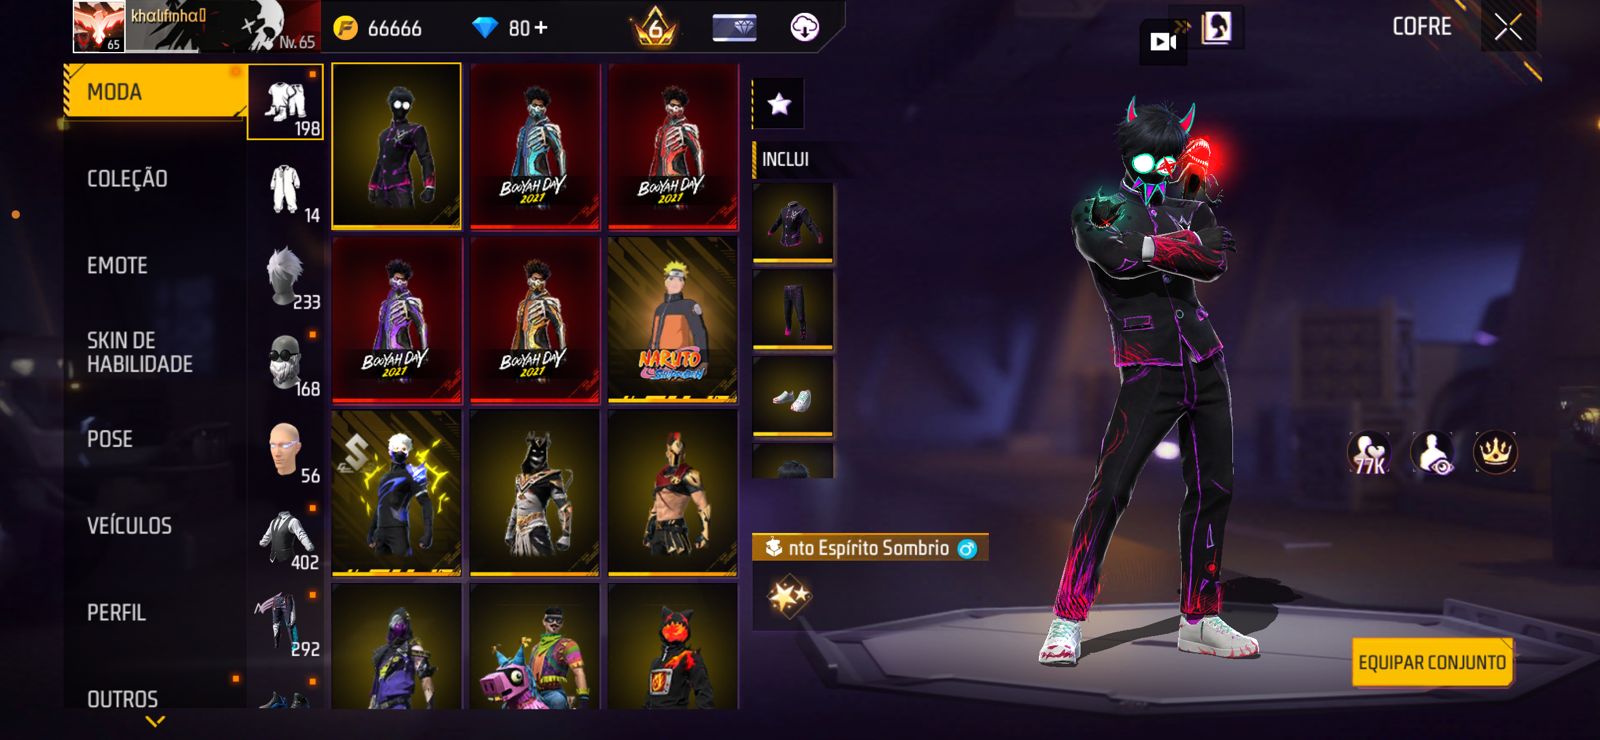 khalifinha
65
Nv. 65
66666
80 +
6
COFRE
MODA
COLEÇÃO
EMOTE
SKIN DE
HABILIDADE
POSE
VEÍCULOS
PERFIL
OUTROS
198
14
233
168
56
402
292
BOOYAH DAY
2021
BOOYAH DAY
2021
BOOYAH DAY
2021
BOOYAH DAY
2021
NARUTO
SHIPPUDEN
INCLUI
nto Espírito Sombrio
77K
EQUIPAR CONJUNTO